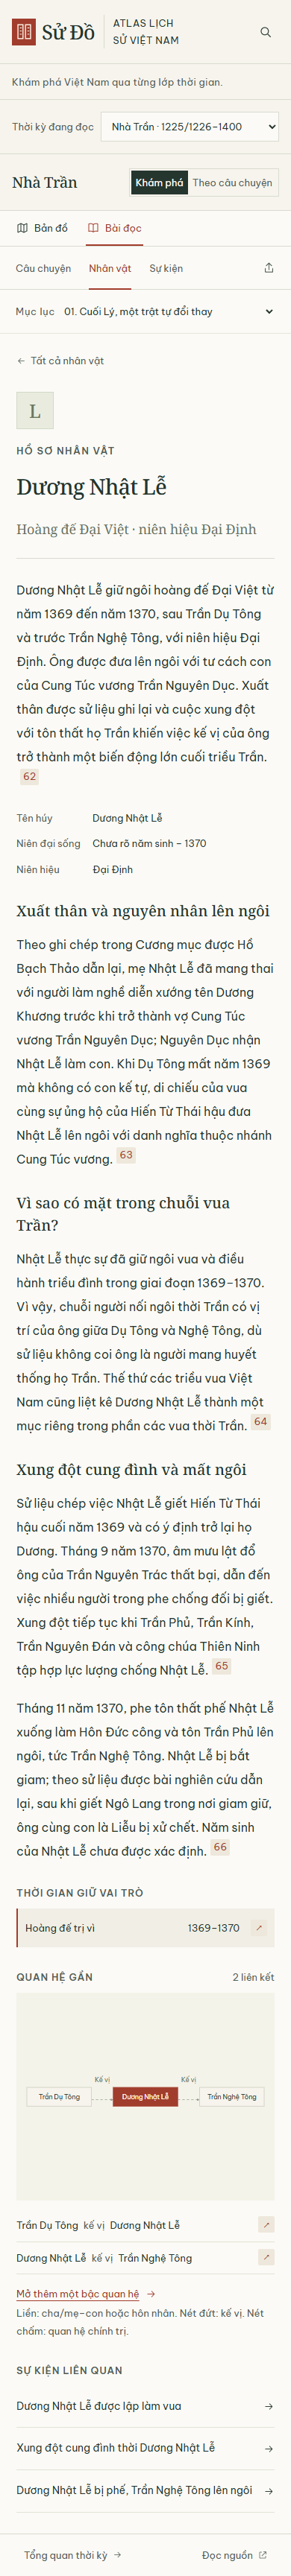 Sử Đồ
ATLAS LỊCH
SỬ VIỆT NAM
Khám phá Việt Nam qua từng lớp thời gian.
Thời kỳ đang đọc
Nhà Trần · 1225/1226–1400
Nhà Trần
Khám phá
Theo câu chuyện
Bản đồ
Bài đọc
Câu chuyện
Nhân vật
Sự kiện
Mục lục
01. Cuối Lý, một trật tự đổi thay
← Tất cả nhân vật
L
HỒ SƠ NHÂN VẬT
Dương Nhật Lễ
Hoàng đế Đại Việt · niên hiệu Đại Định
Dương Nhật Lễ giữ ngôi hoàng đế Đại Việt từ
năm 1369 đến năm 1370, sau Trần Dụ Tông
và trước Trần Nghệ Tông, với niên hiệu Đại
Định. Ông được đưa lên ngôi với tư cách con
của Cung Túc vương Trần Nguyên Dục. Xuất
thân được sử liệu ghi lại và cuộc xung đột
với tôn thất họ Trần khiến việc kế vị của ông
trở thành một biến động lớn cuối triều Trần.
62
Tên húy
Dương Nhật Lễ
Niên đại sống
Chưa rõ năm sinh – 1370
Niên hiệu
Đại Định
Xuất thân và nguyên nhân lên ngôi
Theo ghi chép trong Cương mục được Hồ
Bạch Thảo dẫn lại, mẹ Nhật Lễ đã mang thai
với người làm nghề diễn xướng tên Dương
Khương trước khi trở thành vợ Cung Túc
vương Trần Nguyên Dục; Nguyên Dục nhận
Nhật Lễ làm con. Khi Dụ Tông mất năm 1369
mà không có con kế tự, di chiếu của vua
cùng sự ủng hộ của Hiến Từ Thái hậu đưa
Nhật Lễ lên ngôi với danh nghĩa thuộc nhánh
Cung Túc vương. 63
Vì sao có mặt trong chuỗi vua
Trần?
Nhật Lễ thực sự đã giữ ngôi vua và điều
hành triều đình trong giai đoạn 1369–1370.
Vì vậy, chuỗi người nối ngôi thời Trần có vị
trí của ông giữa Dụ Tông và Nghệ Tông, dù
sử liệu không coi ông là người mang huyết
thống họ Trần. Thế thứ các triều vua Việt
Nam cũng liệt kê Dương Nhật Lễ thành một
mục riêng trong phần các vua thời Trần. 64
Xung đột cung đình và mất ngôi
Sử liệu chép việc Nhật Lễ giết Hiến Từ Thái
hậu cuối năm 1369 và có ý định trở lại họ
Dương. Tháng 9 năm 1370, âm mưu lật đổ
ông của Trần Nguyên Trác thất bại, dẫn đến
việc nhiều người trong phe chống đối bị giết.
Xung đột tiếp tục khi Trần Phủ, Trần Kính,
Trần Nguyên Đán và công chúa Thiên Ninh
tập hợp lực lượng chống Nhật Lễ. 65
Tháng 11 năm 1370, phe tôn thất phế Nhật Lễ
xuống làm Hôn Đức công và tôn Trần Phủ lên
ngôi, tức Trần Nghệ Tông. Nhật Lễ bị bắt
giam; theo sử liệu được bài nghiên cứu dẫn
lại, sau khi giết Ngô Lang trong nơi giam giữ,
ông cùng con là Liễu bị xử chết. Năm sinh
của Nhật Lễ chưa được xác định. 66
THỜI GIAN GIỮ VAI TRÒ
Hoàng đế trị vì
1369–1370
↗
QUAN HỆ GẦN
2 liên kết
Kế vị
Kế vị
Trần Dụ Tông
Dương Nhật Lễ
Trần Nghệ Tông
Trần Dụ Tông kế vị Dương Nhật Lễ
↗
Dương Nhật Lễ kế vị Trần Nghệ Tông
↗
Mở thêm một bậc quan hệ →
Liền: cha/mẹ–con hoặc hôn nhân. Nét đứt: kế vị. Nét
chấm: quan hệ chính trị.
SỰ KIỆN LIÊN QUAN
Dương Nhật Lễ được lập làm vua →
Xung đột cung đình thời Dương Nhật Lễ →
Dương Nhật Lễ bị phế, Trần Nghệ Tông lên ngôi →
Tổng quan thời kỳ →
Đọc nguồn